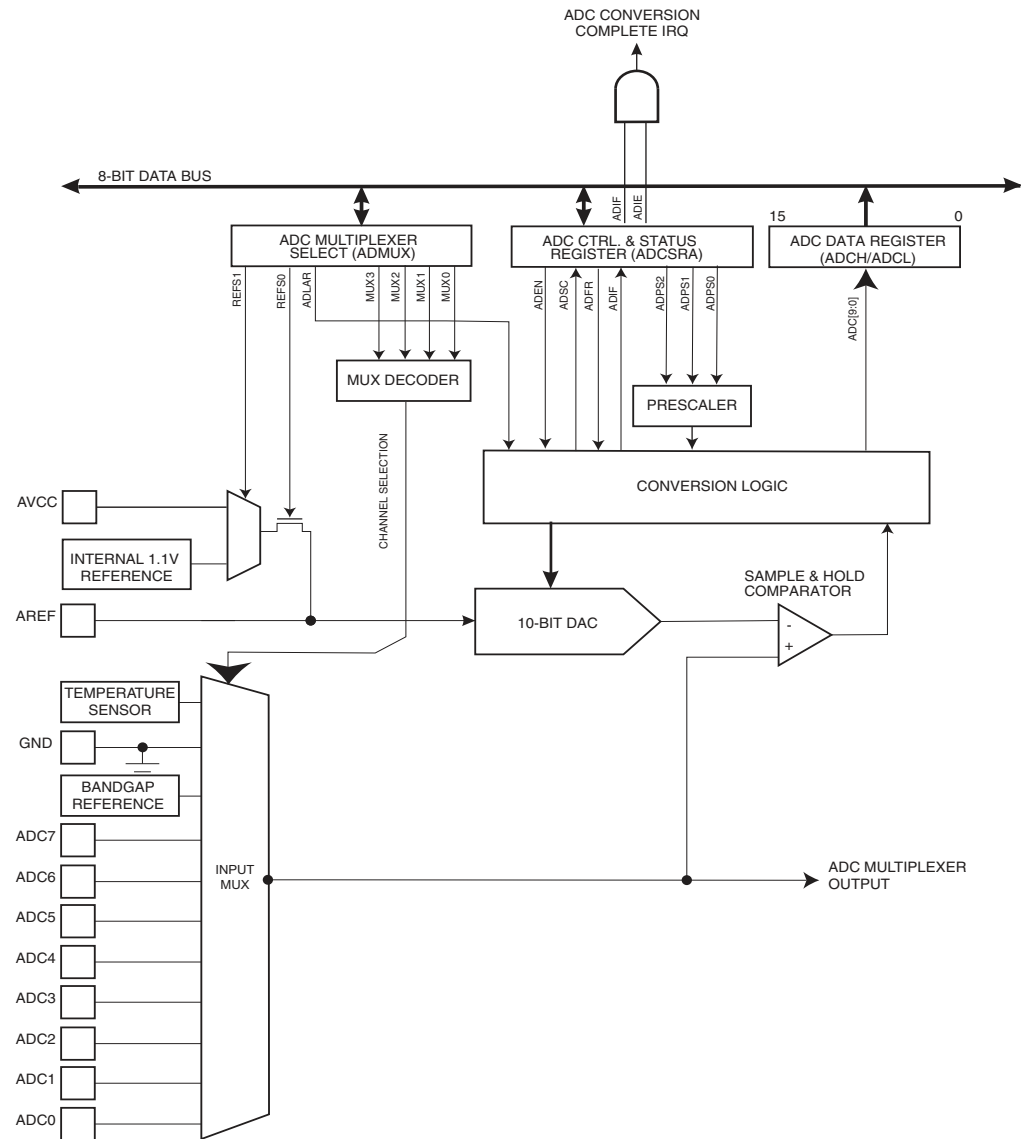 ADC CONVERSION
COMPLETE IRQ
8-BIT DATA BUS
ADIF
ADIE
15
0
ADC MULTIPLEXER
SELECT (ADMUX)
ADC CTRL. & STATUS
REGISTER (ADCSRA)
ADC DATA REGISTER
(ADCH/ADCL)
REFS1
REFS0
ADLAR
MUX3
MUX2
MUX1
MUX0
ADEN
ADSC
ADFR
ADIF
ADPS2
ADPS1
ADPS0
ADC[9:0]
MUX DECODER
PRESCALER
CHANNEL SELECTION
CONVERSION LOGIC
AVCC
INTERNAL 1.1V
REFERENCE
SAMPLE & HOLD
COMPARATOR
AREF
10-BIT DAC
-
+
TEMPERATURE
SENSOR
GND
BANDGAP
REFERENCE
ADC7
ADC6
ADC5
ADC4
ADC3
ADC2
ADC1
ADC0
INPUT
MUX
ADC MULTIPLEXER
OUTPUT